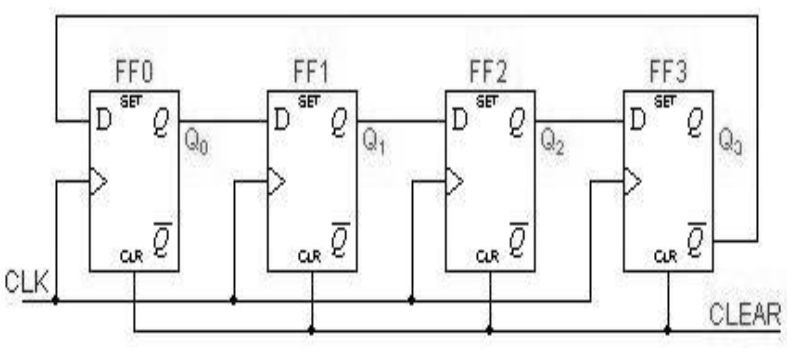 FF0 FF1 FF2 FF3
SET SET SET SET
D Q D Q D Q D Q
Q₀ Q₁ Q₂ Q₃
Q̅ Q̅ Q̅ Q̅
CLR CLR CLR CLR
CLK
CLEAR